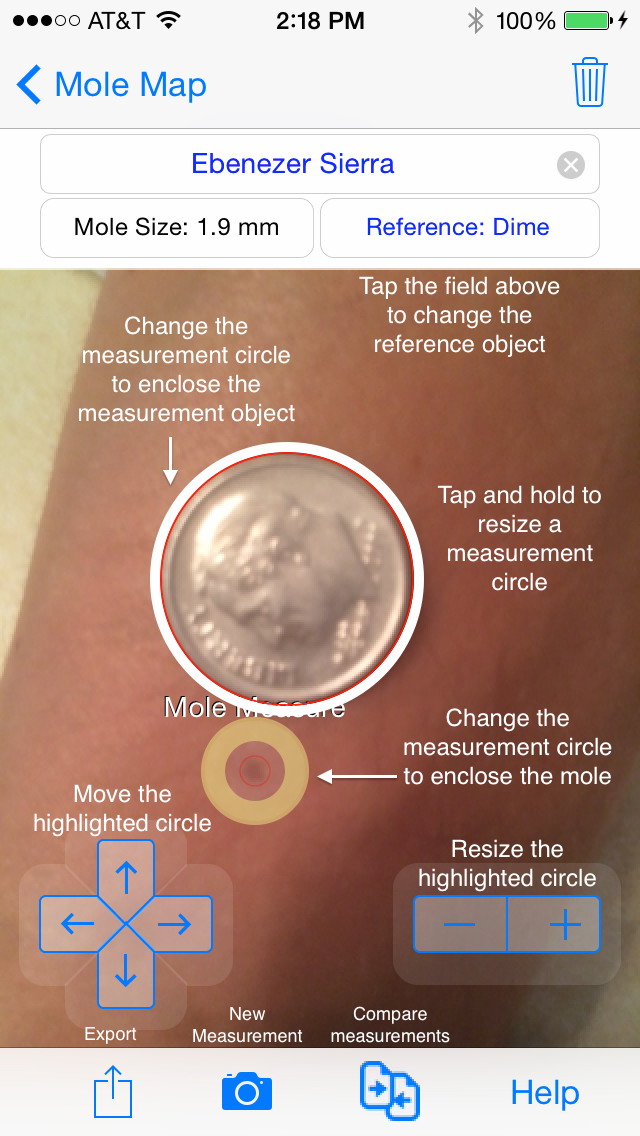 AT&T 2:18 PM 100%
Mole Map
Ebenezer Sierra
Mole Size: 1.9 mm Reference: Dime
Tap the field above
to change the
reference object
Change the
measurement circle
to enclose the
measurement object
Tap and hold to
resize a
measurement
circle
Mole Measure
Change the
measurement circle
to enclose the mole
Move the
highlighted circle
Resize the
highlighted circle
Export
New
Measurement
Compare
measurements
Help